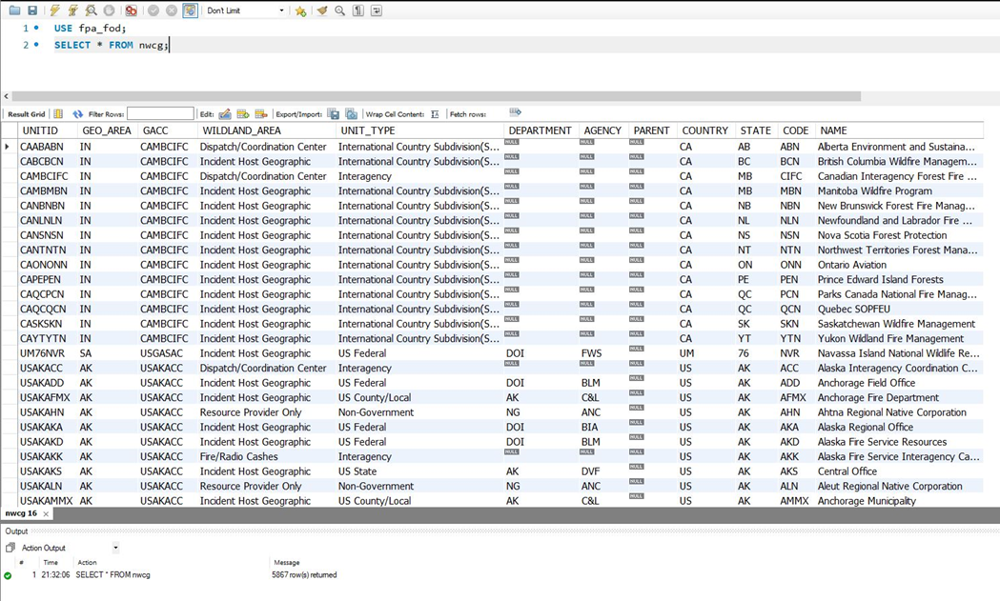 Don't Limit
1 USE fpa_fod;
2 SELECT * FROM nwcg;
Result Grid Filter Rows: Edit: Export/Import: Wrap Cell Content: Fetch rows:
UNITID GEO_AREA GACC WILDLAND_AREA UNIT_TYPE DEPARTMENT AGENCY PARENT COUNTRY STATE CODE NAME
CAABABN IN CAMBCIFC Dispatch/Coordination Center International Country Subdivision(S... NULL NULL NULL CA AB ABN Alberta Environment and Sustaina...
CABCBCN IN CAMBCIFC Incident Host Geographic International Country Subdivision(S... NULL NULL NULL CA BC BCN British Columbia Wildfire Managem...
CAMBCIFC IN CAMBCIFC Dispatch/Coordination Center Interagency NULL NULL NULL CA MB CIFC Canadian Interagency Forest Fire ...
CAMBMBN IN CAMBCIFC Incident Host Geographic International Country Subdivision(S... NULL NULL NULL CA MB MBN Manitoba Wildfire Program
CANBNBN IN CAMBCIFC Incident Host Geographic International Country Subdivision(S... NULL NULL NULL CA NB NBN New Brunswick Forest Fire Manag...
CANLNLN IN CAMBCIFC Incident Host Geographic International Country Subdivision(S... NULL NULL NULL CA NL NLN Newfoundland and Labrador Fire ...
CANSNSN IN CAMBCIFC Incident Host Geographic International Country Subdivision(S... NULL NULL NULL CA NS NSN Nova Scotia Forest Protection
CANTNTN IN CAMBCIFC Incident Host Geographic International Country Subdivision(S... NULL NULL NULL CA NT NTN Northwest Territories Forest Mana...
CAONONN IN CAMBCIFC Incident Host Geographic International Country Subdivision(S... NULL NULL NULL CA ON ONN Ontario Aviation
CAPEPEN IN CAMBCIFC Incident Host Geographic International Country Subdivision(S... NULL NULL NULL CA PE PEN Prince Edward Island Forests
CAQCPCN IN CAMBCIFC Incident Host Geographic International Country Subdivision(S... NULL NULL NULL CA QC PCN Parks Canada National Fire Manag...
CAQCQCN IN CAMBCIFC Incident Host Geographic International Country Subdivision(S... NULL NULL NULL CA QC QCN Quebec SOPFEU
CASKSKN IN CAMBCIFC Incident Host Geographic International Country Subdivision(S... NULL NULL NULL CA SK SKN Saskatchewan Wildfire Management
CAYTYTN IN CAMBCIFC Incident Host Geographic International Country Subdivision(S... NULL NULL NULL CA YT YTN Yukon Wildland Fire Management
UM76NVR SA USGASAC Incident Host Geographic US Federal DOI FWS NULL UM 76 NVR Navassa Island National Wildlife Re...
USAKACC AK USAKACC Dispatch/Coordination Center Interagency NULL NULL NULL US AK ACC Alaska Interagency Coordination C...
USAKADD AK USAKACC Incident Host Geographic US Federal DOI BLM NULL US AK ADD Anchorage Field Office
USAKAFMX AK USAKACC Incident Host Geographic US County/Local AK C&L NULL US AK AFMX Anchorage Fire Department
USAKAHN AK USAKACC Resource Provider Only Non-Government NG ANC NULL US AK AHN Ahtna Regional Native Corporation
USAKAKA AK USAKACC Incident Host Geographic US Federal DOI BIA NULL US AK AKA Alaska Regional Office
USAKAKD AK USAKACC Incident Host Geographic US Federal DOI BLM NULL US AK AKD Alaska Fire Service Resources
USAKAKK AK USAKACC Fire/Radio Caches Interagency NULL NULL NULL US AK AKK Alaska Fire Service Interagency Ca...
USAKAKS AK USAKACC Incident Host Geographic US State AK DVF NULL US AK AKS Central Office
USAKALN AK USAKACC Resource Provider Only Non-Government NG ANC NULL US AK ALN Aleut Regional Native Corporation
USAKAMMX AK USAKACC Incident Host Geographic US County/Local AK C&L NULL US AK AMMX Anchorage Municipality
nwcg 16
Output
Action Output
# Time Action Message
1 21:32:06 SELECT * FROM nwcg 5867 row(s) returned